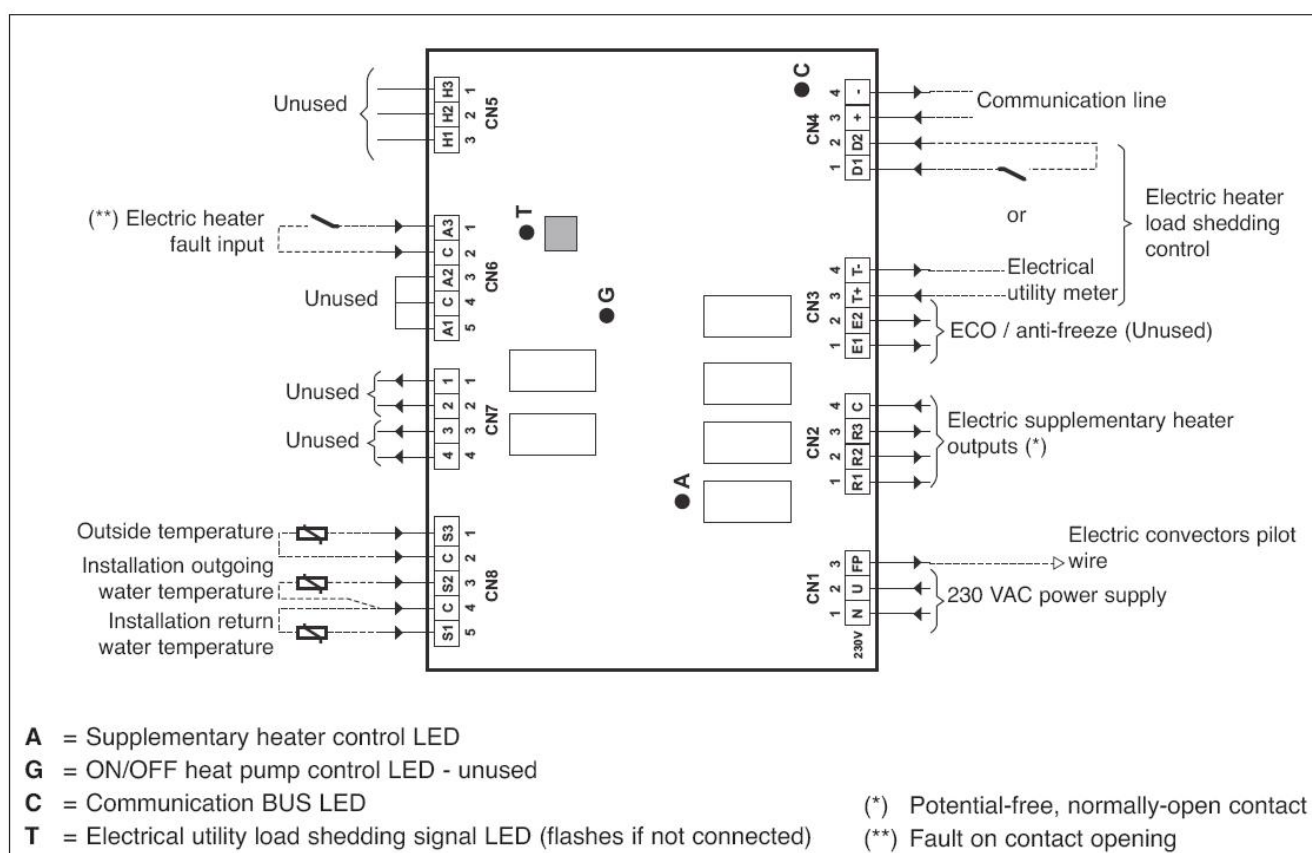 Unused
H3 1
H2 2
H1 3
CN5
(**) Electric heater
fault input
A3 1
C 2
A2 3
C 4
A1 5
CN6
Unused
Unused
Unused
1 1
2 2
3 3
4 4
CN7
Outside temperature
Installation outgoing
water temperature
Installation return
water temperature
S3 1
C 2
S2 3
C 4
S1 5
CN8
T
G
A
C
CN4
4 -
3 +
2 D2
1 D1
Communication line
or
Electric heater
load shedding
control
CN3
4 T-
3 T+
2 E2
1 E1
Electrical
utility meter
ECO / anti-freeze (Unused)
CN2
4 C
3 R3
2 R2
1 R1
Electric supplementary heater
outputs (*)
CN1
3 FP
2 U
1 N
230V
Electric convectors pilot
wire
230 VAC power supply
A = Supplementary heater control LED
G = ON/OFF heat pump control LED - unused
C = Communication BUS LED
T = Electrical utility load shedding signal LED (flashes if not connected)
(*) Potential-free, normally-open contact
(**) Fault on contact opening